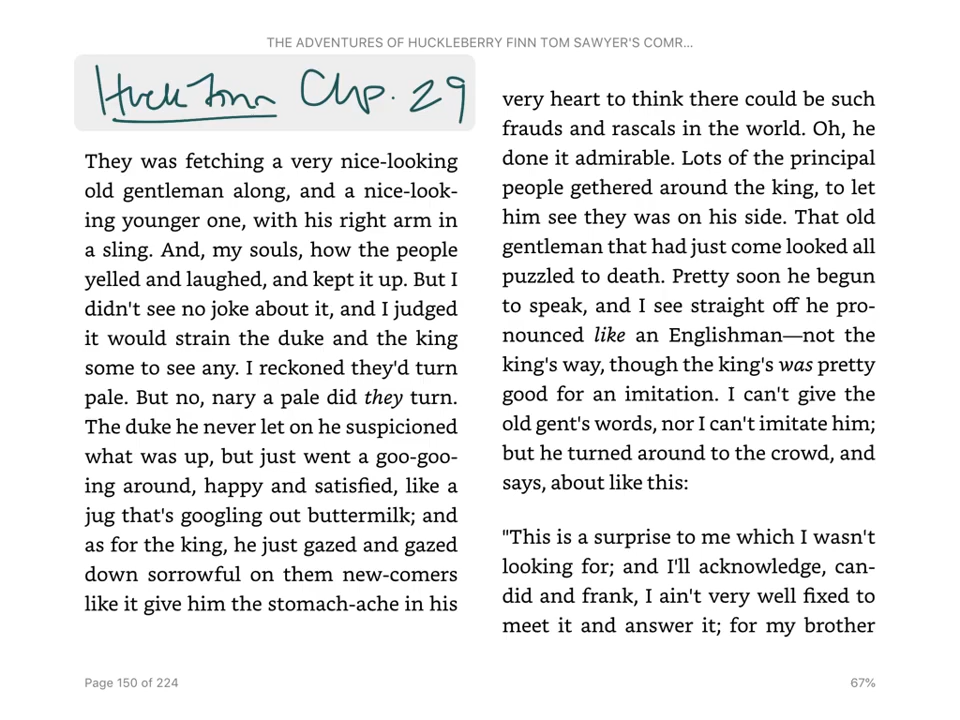 THE ADVENTURES OF HUCKLEBERRY FINN TOM SAWYER'S COMR...
Huck Finn Chp. 29
They was fetching a very nice-looking
old gentleman along, and a nice-look-
ing younger one, with his right arm in
a sling. And, my souls, how the people
yelled and laughed, and kept it up. But I
didn't see no joke about it, and I judged
it would strain the duke and the king
some to see any. I reckoned they'd turn
pale. But no, nary a pale did they turn.
The duke he never let on he suspicioned
what was up, but just went a goo-goo-
ing around, happy and satisfied, like a
jug that's googling out buttermilk; and
as for the king, he just gazed and gazed
down sorrowful on them new-comers
like it give him the stomach-ache in his
very heart to think there could be such
frauds and rascals in the world. Oh, he
done it admirable. Lots of the principal
people gethered around the king, to let
him see they was on his side. That old
gentleman that had just come looked all
puzzled to death. Pretty soon he begun
to speak, and I see straight off he pro-
nounced like an Englishman—not the
king's way, though the king's was pretty
good for an imitation. I can't give the
old gent's words, nor I can't imitate him;
but he turned around to the crowd, and
says, about like this:
"This is a surprise to me which I wasn't
looking for; and I'll acknowledge, can-
did and frank, I ain't very well fixed to
meet it and answer it; for my brother
Page 150 of 224
67%